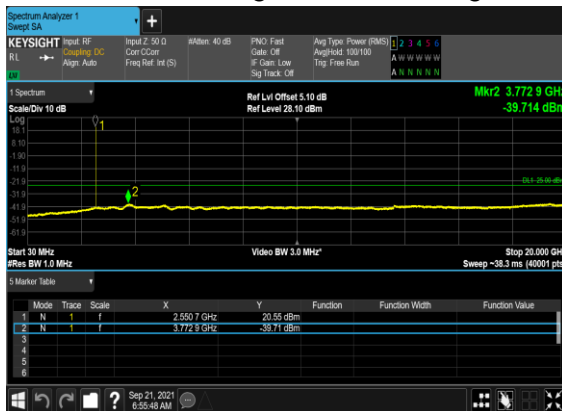 Spectrum Analyzer 1
Swept SA
+
KEYSIGHT Input: RF Input Z: 50 Ω #Atten: 40 dB PNO: Fast Avg Type: Power (RMS) 1 2 3 4 5 6
RL Coupling: DC Corr CCorr Gate: Off Avg|Hold: 100/100 A W W W W W
Align: Auto Freq Ref: Int (S) IF Gain: Low Trig: Free Run
Sig Track: Off A N N N N N
1 Spectrum Ref Lvl Offset 5.10 dB Mkr2 3.772 9 GHz
Scale/Div 10 dB Ref Level 28.10 dBm -39.714 dBm
Log
18.1
8.10
-1.90
-11.9
-21.9
-31.9
-41.9
-51.9
-61.9
1
2
DL1 -25.00 dBm
Start 30 MHz Video BW 3.0 MHz* Stop 20.000 GHz
#Res BW 1.0 MHz Sweep ~38.3 ms (40001 pts)
5 Marker Table
Mode Trace Scale X Y Function Function Width Function Value
1 N 1 f 2.550 7 GHz 20.55 dBm
2 N 1 f 3.772 9 GHz -39.71 dBm
3
4
5
6
? Sep 21, 2021
6:55:48 AM